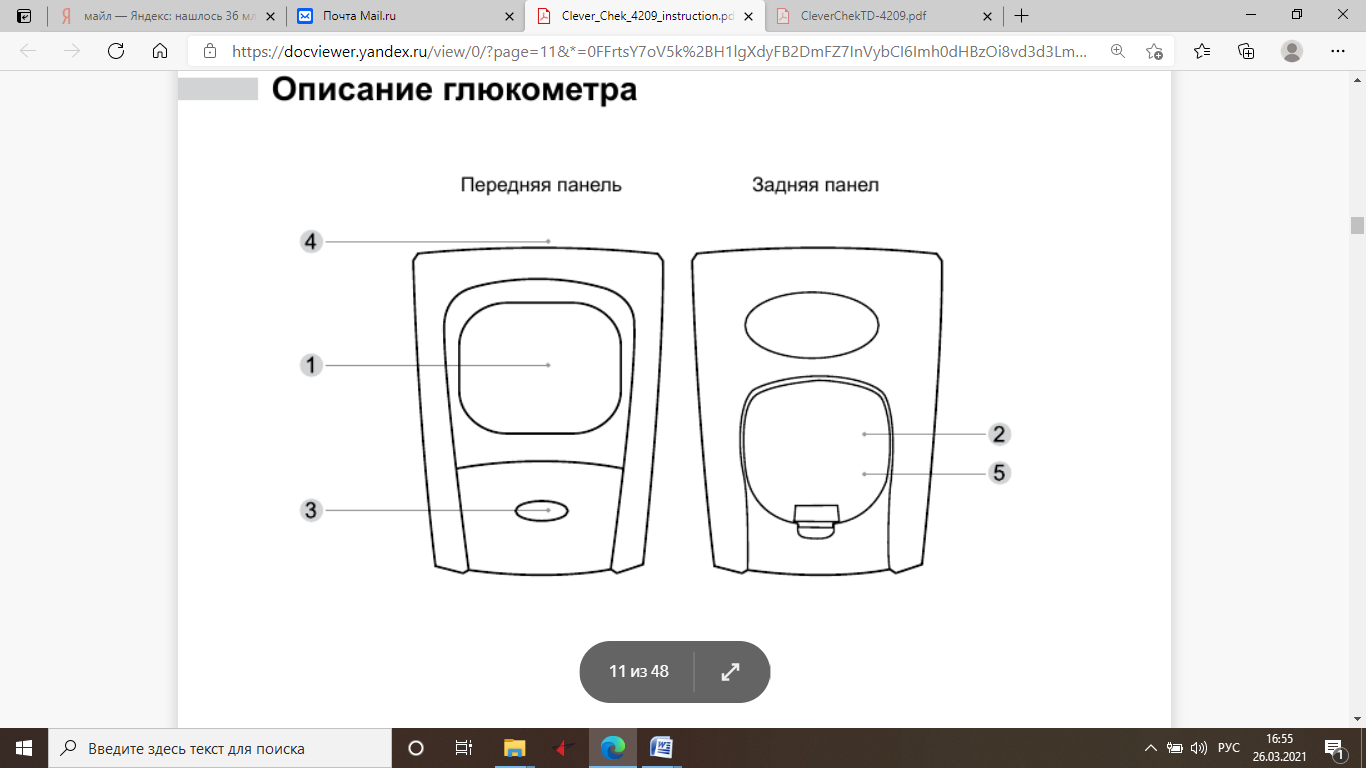 майл — Яндекс: нашлось 36 мл
Почта Mail.ru
Clever_Chek_4209_instruction.pd
CleverChekTD-4209.pdf
https://docviewer.yandex.ru/view/0/?page=11&*=0FFrtsY7oV5k%2BH1lgXdyFB2DmFZ7InVybCI6Imh0dHBzOi8vd3d3Lm...
Описание глюкометра
Передняя панель
Задняя панел
4
1
2
5
3
11 из 48
Введите здесь текст для поиска
РУС
16:55
26.03.2021
1